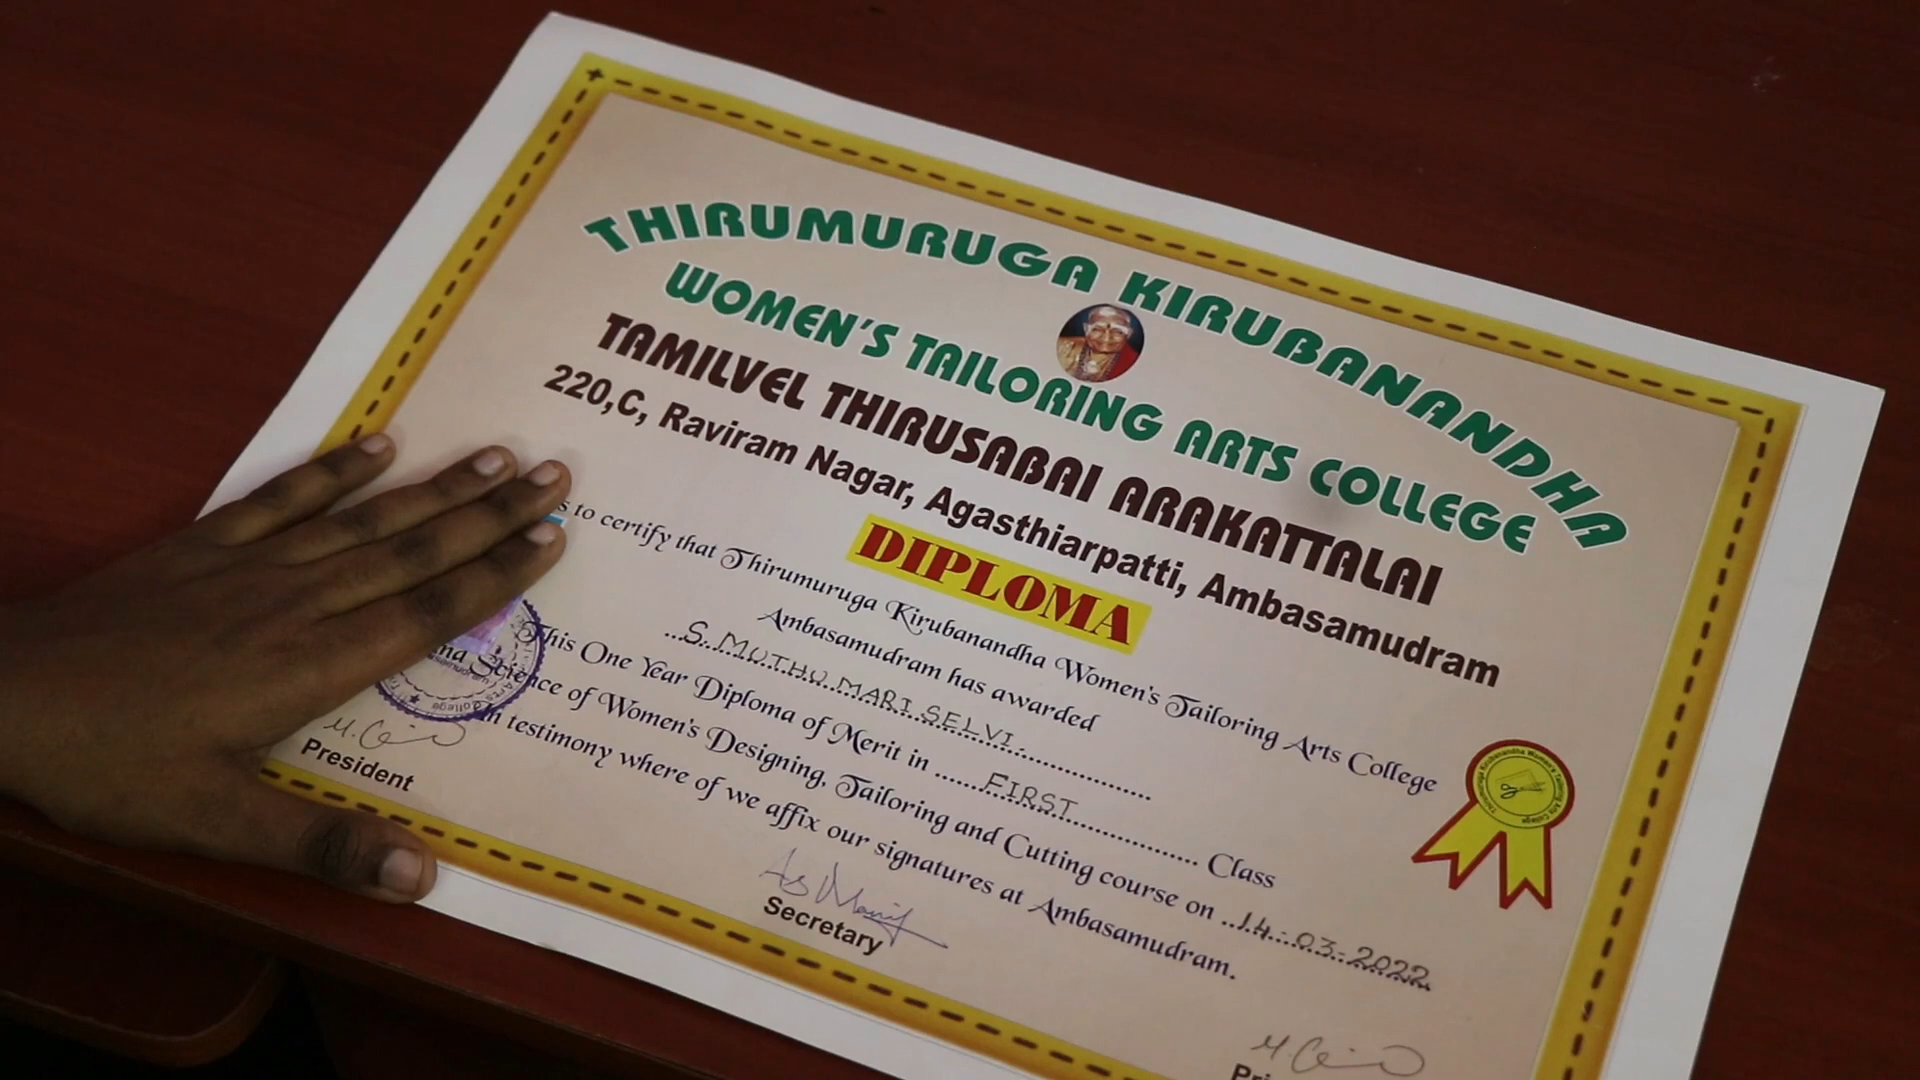 THIRUMURUGA KIRUBANANDHA
WOMEN'S TAILORING ARTS COLLEGE
TAMILVEL THIRUSABAI ARAKATTALAI
220,C, Raviram Nagar, Agasthiarpatti, Ambasamudram
DIPLOMA
to certify that Thirumuruga Kirubanandha Women's Tailoring Arts College
Ambasamudram has awarded
S. MUTHU MARI SELVI.
This One Year Diploma of Merit in FIRST Class
Science of Women's Designing, Tailoring and Cutting course on 14-03-2022
In testimony where of we affix our signatures at Ambasamudram.
President
Secretary